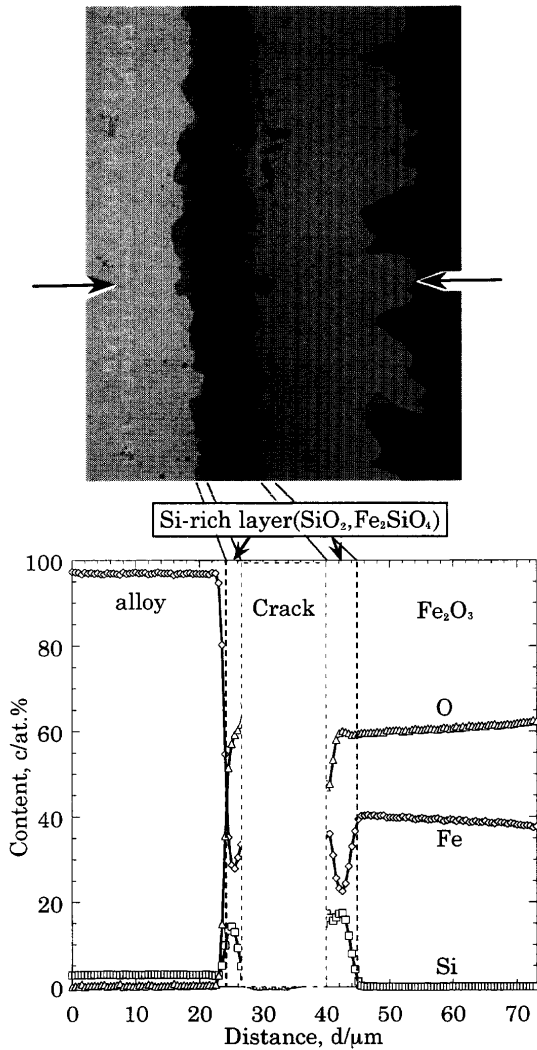 Si-rich layer(SiO₂,Fe₂SiO₄)
100
80
60
40
20
0
Content, c/at.%
alloy
Crack
Fe₂O₃
O
Fe
Si
0 10 20 30 40 50 60 70
Distance, d/μm